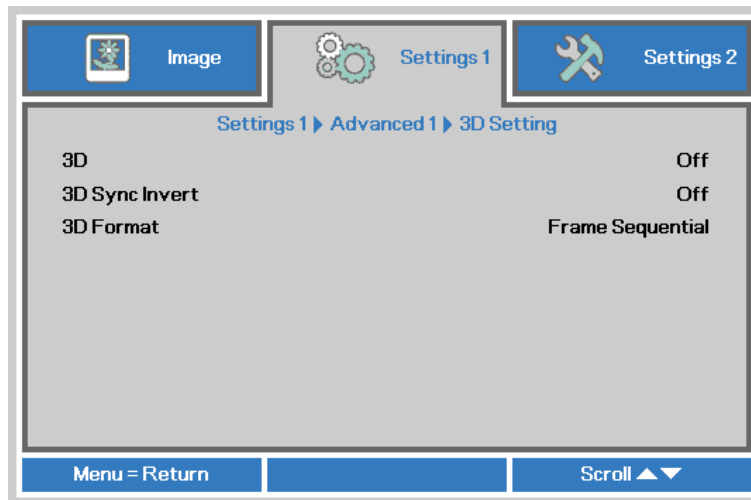 Image
Settings 1
Settings 2
Settings 1 ▶ Advanced 1 ▶ 3D Setting
3D Off
3D Sync Invert Off
3D Format Frame Sequential
Menu = Return
Scroll ▲▼